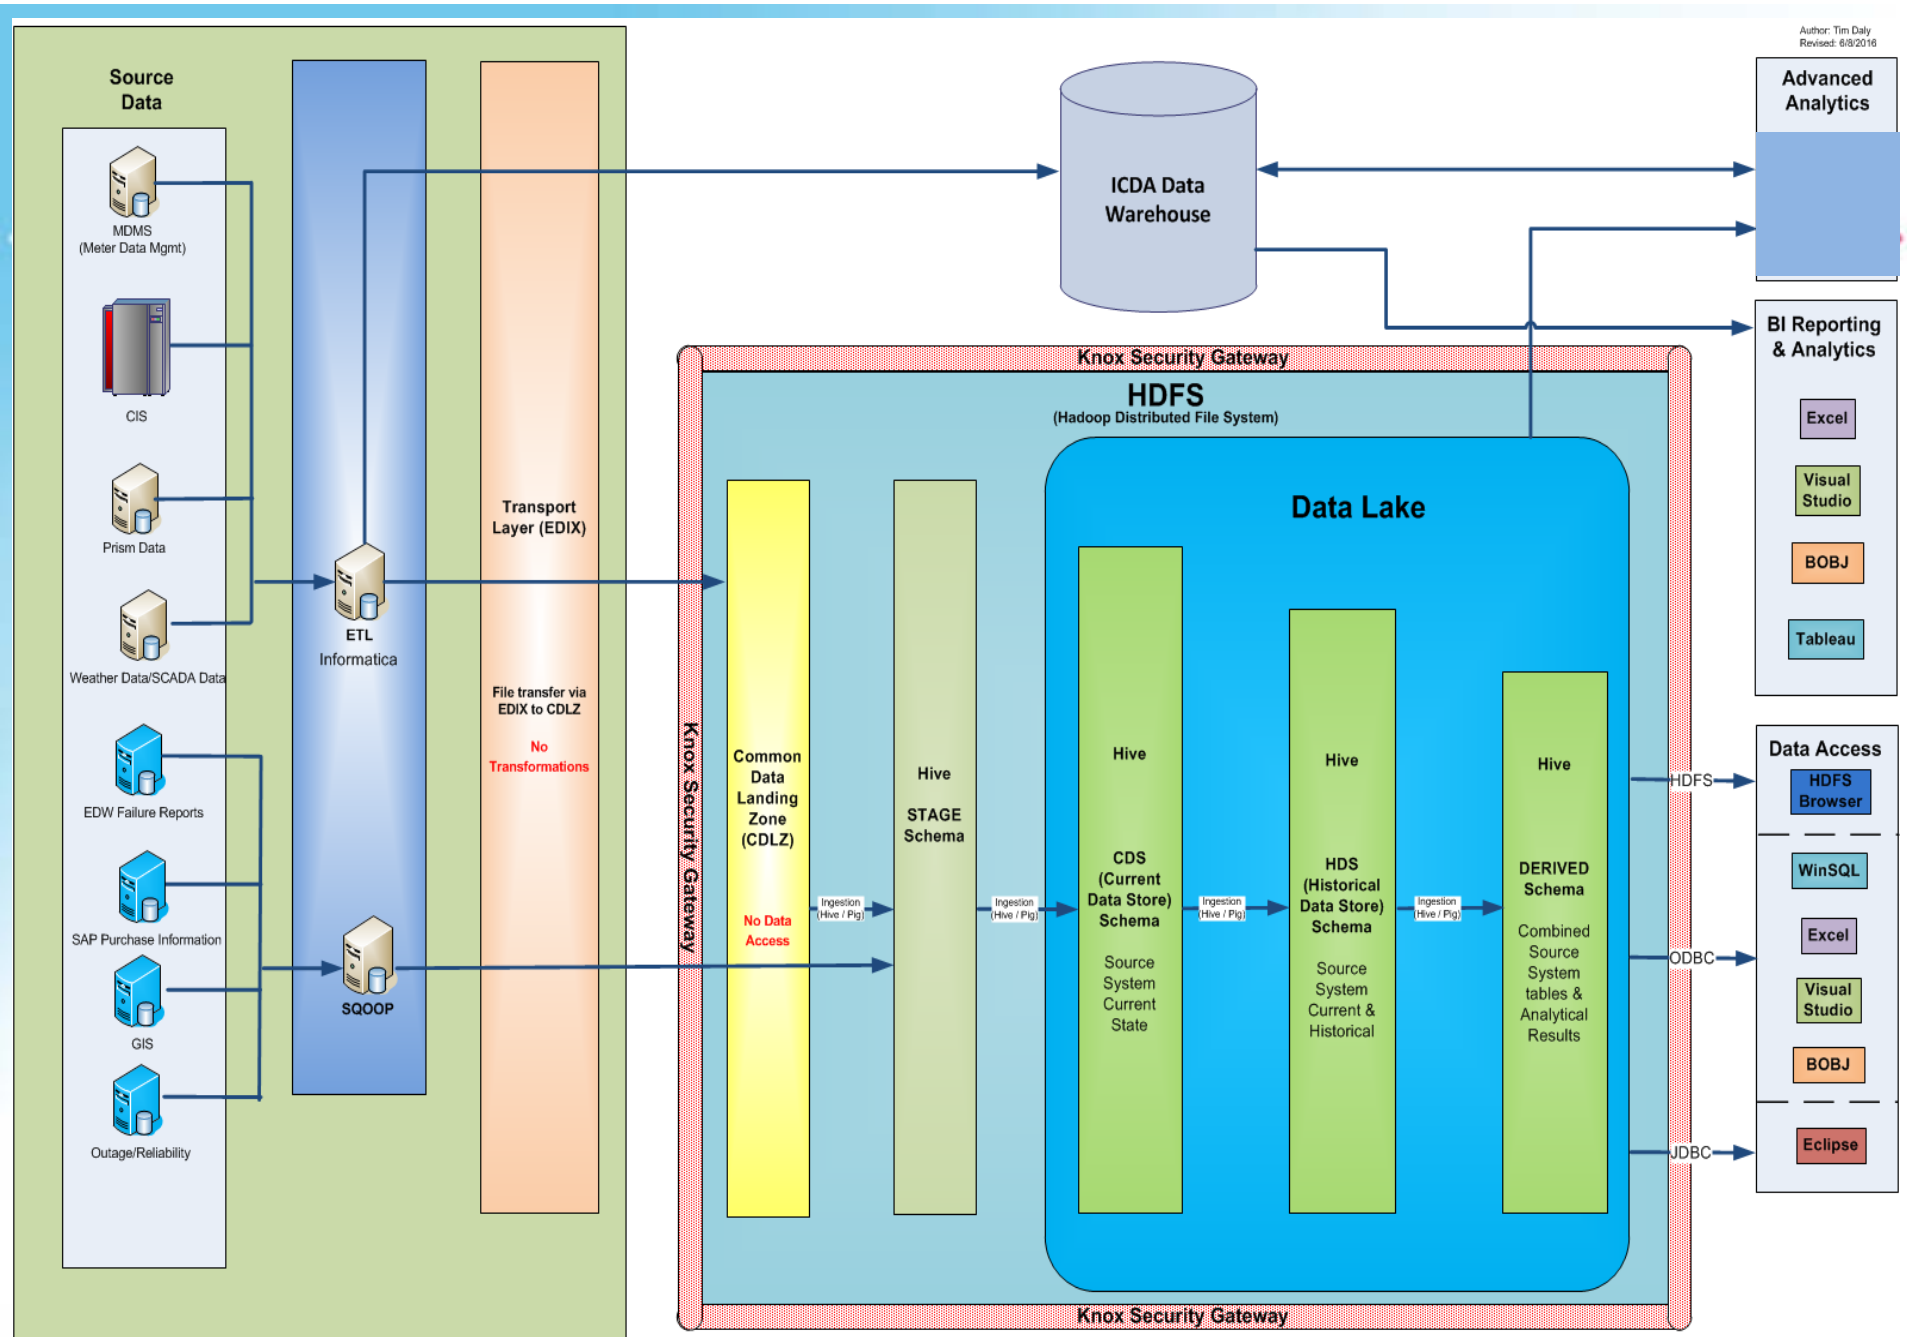 Author: Tim Daly
Revised: 6/8/2016
Source
Data
MDMS
(Meter Data Mgmt)
CIS
Prism Data
Weather Data/SCADA Data
EDW Failure Reports
SAP Purchase Information
GIS
Outage/Reliability
ETL
Informatica
SQOOP
Transport
Layer (EDIX)
File transfer via
EDIX to CDLZ
No
Transformations
ICDA Data
Warehouse
Knox Security Gateway
Knox Security Gateway
HDFS
(Hadoop Distributed File System)
Common
Data
Landing
Zone
(CDLZ)
No Data
Access
Ingestion
(Hive / Pig)
Hive
STAGE
Schema
Ingestion
(Hive / Pig)
Data Lake
Hive
CDS
(Current
Data Store)
Schema
Source
System
Current
State
Ingestion
(Hive / Pig)
Hive
HDS
(Historical
Data Store)
Schema
Source
System
Current &
Historical
Ingestion
(Hive / Pig)
Hive
DERIVED
Schema
Combined
Source
System
tables &
Analytical
Results
Knox Security Gateway
HDFS
ODBC
JDBC
Advanced
Analytics
BI Reporting
& Analytics
Excel
Visual
Studio
BOBJ
Tableau
Data Access
HDFS
Browser
WinSQL
Excel
Visual
Studio
BOBJ
Eclipse